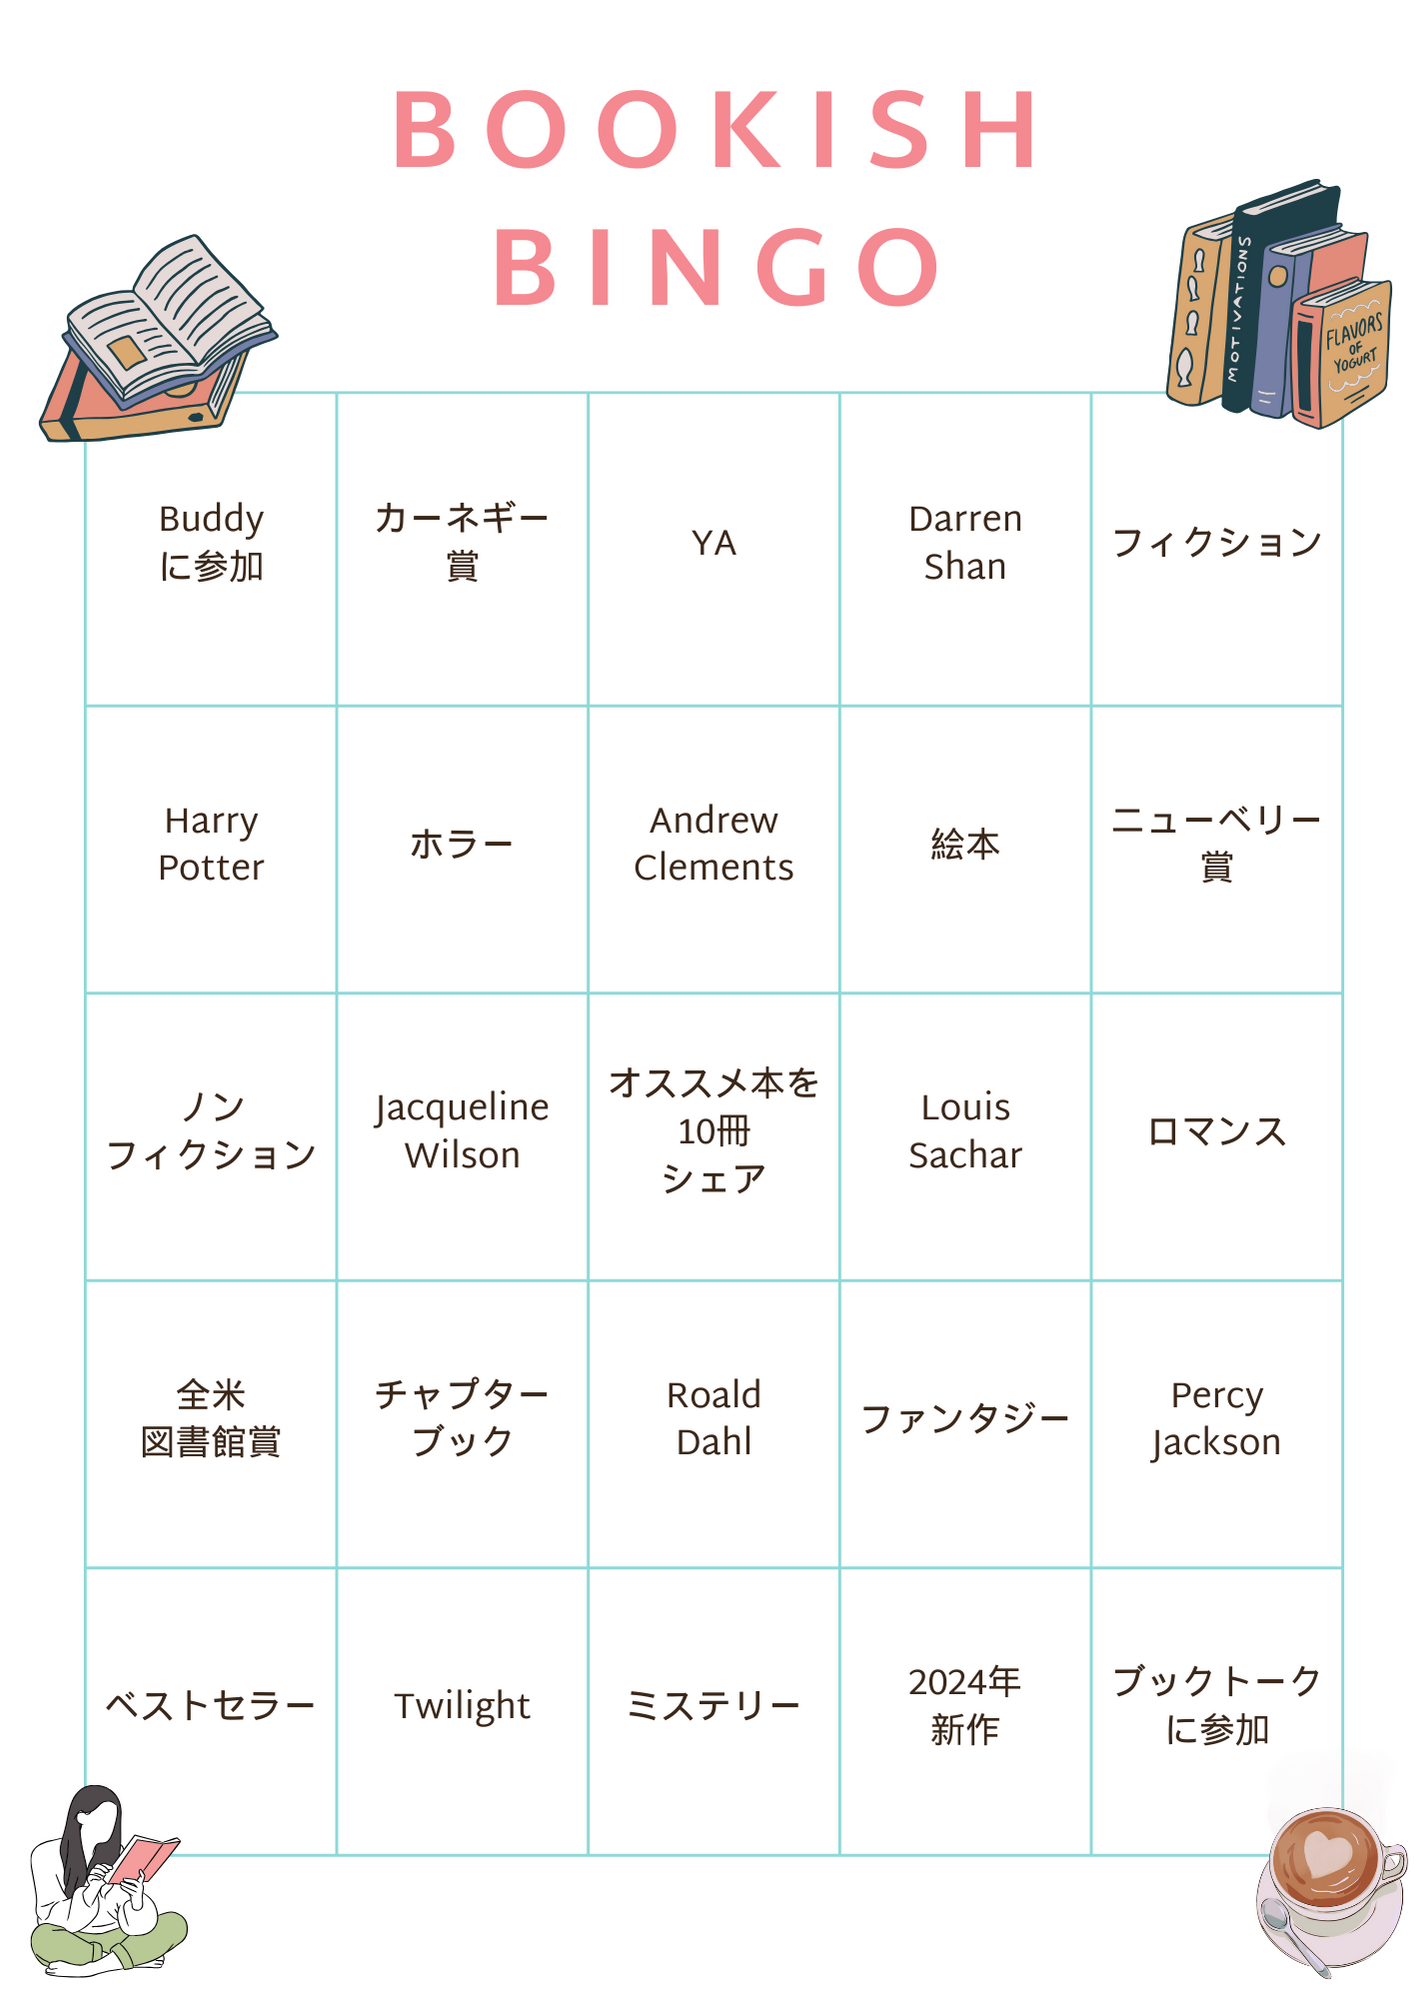 BOOKISH
BINGO
MOTIVATIONS
FLAVORS
OF
YOGURT
Buddy
に参加
カーネギー
賞
YA
Darren
Shan
フィクション
Harry
Potter
ホラー
Andrew
Clements
絵本
ニューベリー
賞
ノン
フィクション
Jacqueline
Wilson
オススメ本を
10冊
シェア
Louis
Sachar
ロマンス
全米
図書館賞
チャプター
ブック
Roald
Dahl
ファンタジー
Percy
Jackson
ベストセラー
Twilight
ミステリー
2024年
新作
ブックトーク
に参加